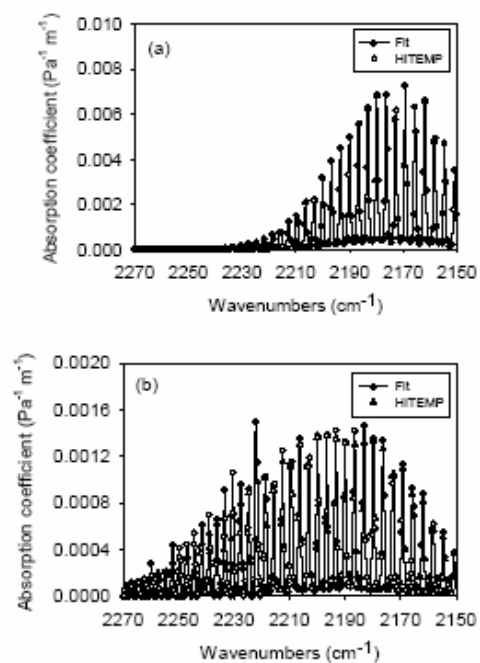 (a)
Fit
HITEMP
Absorption coefficient (Pa-1 m-1)
0.010
0.008
0.006
0.004
0.002
0.000
2270 2250 2230 2210 2190 2170 2150
Wavenumbers (cm-1)
(b)
Fit
HITEMP
Absorption coefficient (Pa-1 m-1)
0.0020
0.0016
0.0012
0.0008
0.0004
0.0000
2270 2250 2230 2210 2190 2170 2150
Wavenumbers (cm-1)